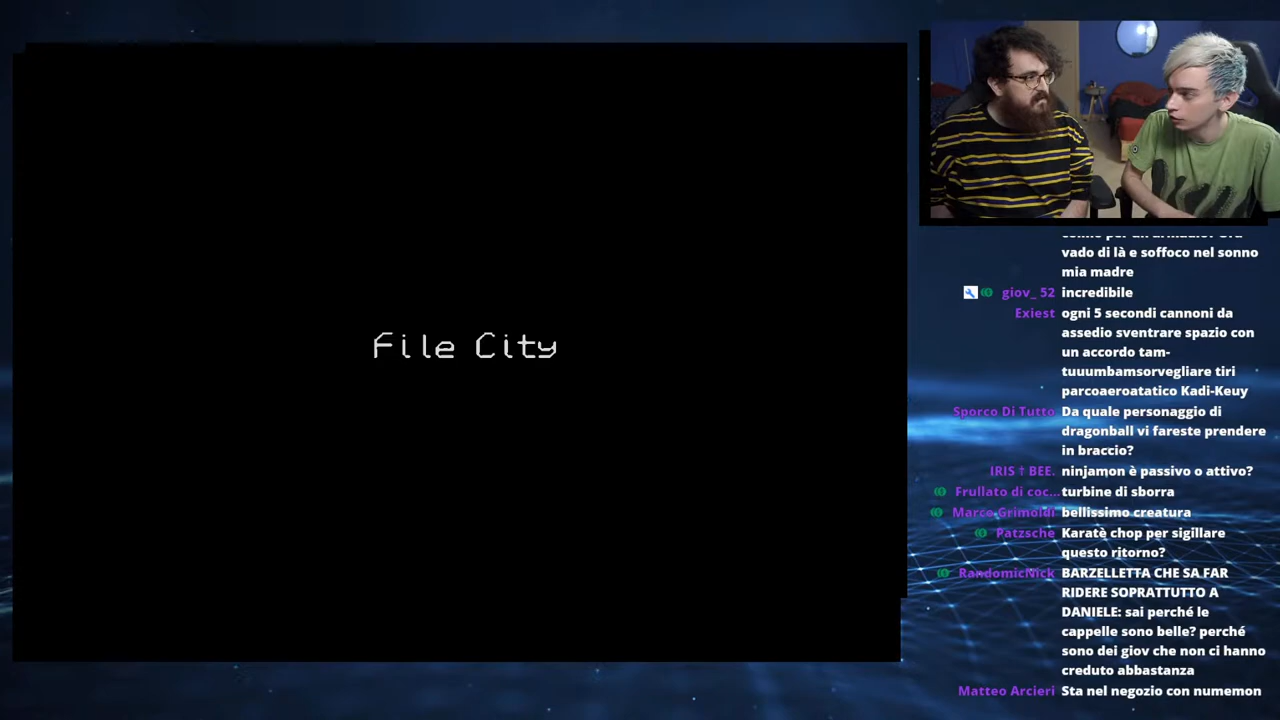 File City
vado di là e soffoco nel sonno
mia madre
giov_ 52 incredibile
Exiest ogni 5 secondi cannoni da
assedio sventrare spazio con
un accordo tam-
tuuumbamsorvegliare tiri
parcoaeroatatico Kadi-Keuy
Sporco Di Tutto Da quale personaggio di
dragonball vi fareste prendere
in braccio?
IRIS † BEE. ninjamon è passivo o attivo?
Frullato di coc... turbine di sborra
Marco Grimoldi bellissimo creatura
Patzsche Karatè chop per sigillare
questo ritorno?
RandomicNick BARZELLETTA CHE SA FAR
RIDERE SOPRATTUTTO A
DANIELE: sai perché le
cappelle sono belle? perché
sono dei giov che non ci hanno
creduto abbastanza
Matteo Arcieri Sta nel negozio con numemon